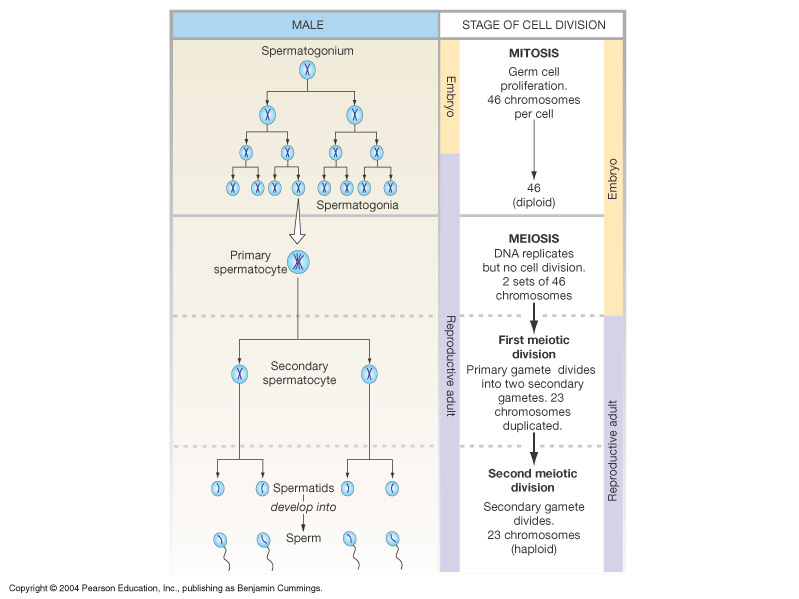 MALE
STAGE OF CELL DIVISION
Spermatogonium
Spermatogonia
Embryo
MITOSIS
Germ cell
proliferation.
46 chromosomes
per cell
46
(diploid)
Embryo
Primary
spermatocyte
MEIOSIS
DNA replicates
but no cell division.
2 sets of 46
chromosomes
Reproductive adult
Secondary
spermatocyte
First meiotic
division
Primary gamete divides
into two secondary
gametes. 23
chromosomes
duplicated.
Reproductive adult
Spermatids
develop into
Sperm
Second meiotic
division
Secondary gamete
divides.
23 chromosomes
(haploid)
Copyright © 2004 Pearson Education, Inc., publishing as Benjamin Cummings.